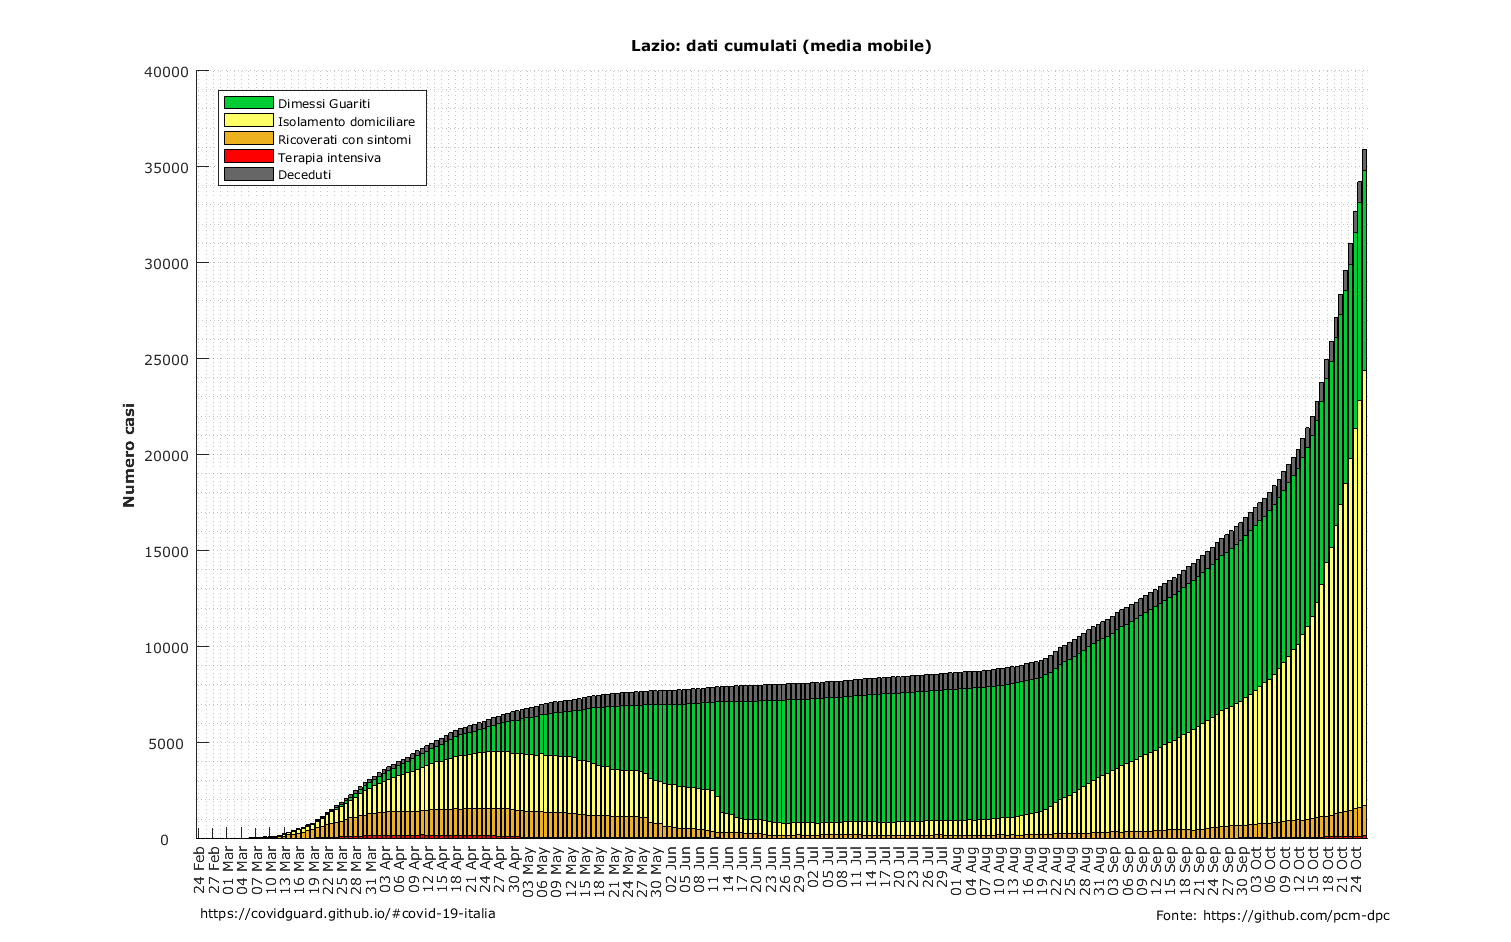 Lazio: dati cumulati (media mobile)
40000
35000
30000
25000
20000
15000
10000
5000
0
Numero casi
Dimessi Guariti
Isolamento domiciliare
Ricoverati con sintomi
Terapia intensiva
Deceduti
24 Feb
27 Feb
01 Mar
04 Mar
07 Mar
10 Mar
13 Mar
16 Mar
19 Mar
22 Mar
25 Mar
28 Mar
31 Mar
03 Apr
06 Apr
09 Apr
12 Apr
15 Apr
18 Apr
21 Apr
24 Apr
27 Apr
30 Apr
03 May
06 May
09 May
12 May
15 May
18 May
21 May
24 May
27 May
30 May
02 Jun
05 Jun
08 Jun
11 Jun
14 Jun
17 Jun
20 Jun
23 Jun
26 Jun
29 Jun
02 Jul
05 Jul
08 Jul
11 Jul
14 Jul
17 Jul
20 Jul
23 Jul
26 Jul
29 Jul
01 Aug
04 Aug
07 Aug
10 Aug
13 Aug
16 Aug
19 Aug
22 Aug
25 Aug
28 Aug
31 Aug
03 Sep
06 Sep
09 Sep
12 Sep
15 Sep
18 Sep
21 Sep
24 Sep
27 Sep
30 Sep
03 Oct
06 Oct
09 Oct
12 Oct
15 Oct
18 Oct
21 Oct
24 Oct
https://covidguard.github.io/#covid-19-italia
Fonte: https://github.com/pcm-dpc